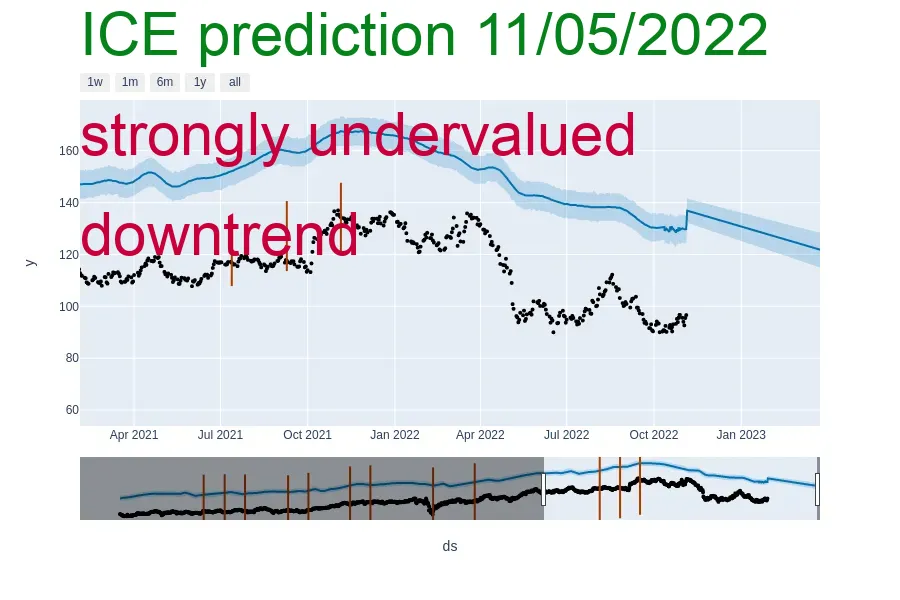 ICE prediction 11/05/2022
1w 1m 6m 1y all
strongly undervalued
160
140
downtrend
120
y
100
80
60
Apr 2021 Jul 2021 Oct 2021 Jan 2022 Apr 2022 Jul 2022 Oct 2022 Jan 2023
ds